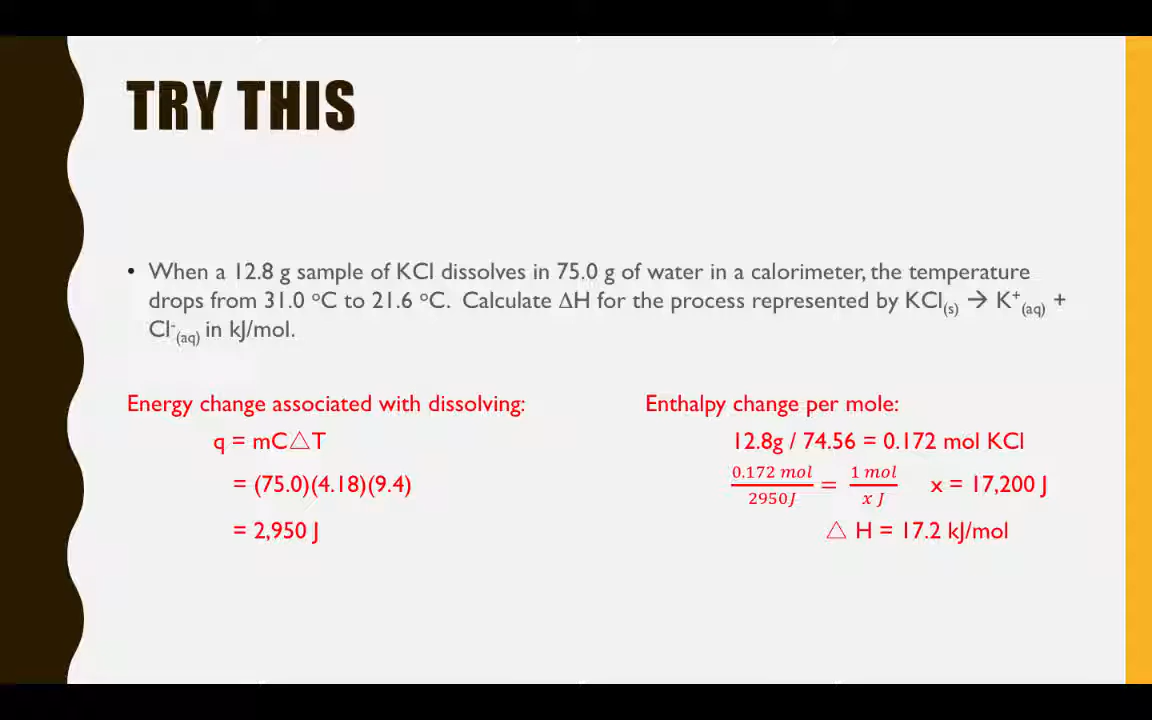 TRY THIS
• When a 12.8 g sample of KCl dissolves in 75.0 g of water in a calorimeter, the temperature
drops from 31.0 °C to 21.6 °C. Calculate ΔH for the process represented by KCl(s) → K⁺(aq) +
Cl⁻(aq) in kJ/mol.
Energy change associated with dissolving:
q = mC△T
= (75.0)(4.18)(9.4)
= 2,950 J
Enthalpy change per mole:
12.8g / 74.56 = 0.172 mol KCl
0.172 mol / 2950J = 1 mol / x J x = 17,200 J
△ H = 17.2 kJ/mol